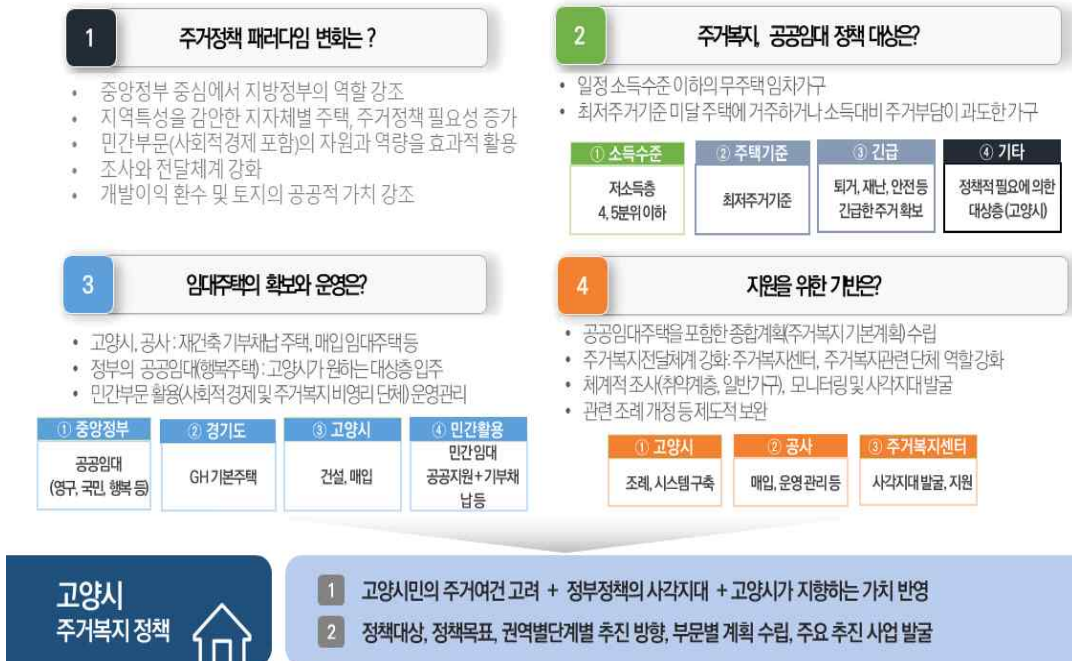 1
주거정책 패러다임 변화는 ?
• 중앙정부 중심에서 지방정부의 역할 강조
• 지역특성을 감안한 지자체별 주택, 주거정책 필요성 증가
• 민간부문(사회적경제 포함)의 자원과 역량을 효과적 활용
• 조사와 전달체계 강화
• 개발이익 환수 및 토지의 공공적 가치 강조
2
주거복지, 공공임대 정책 대상은?
• 일정 소득수준 이하의 무주택 임차가구
• 최저주거기준 미달 주택에 거주하거나 소득대비 주거부담이 과도한 가구
① 소득수준
저소득층
4, 5분위 이하
② 주택기준
최저주거기준
③ 긴급
퇴거, 재난, 안전 등
긴급한 주거 확보
④ 기타
정책적 필요에 의한
대상층 (고양시)
3
임대주택의 확보와 운영은?
• 고양시, 공사 : 재건축 기부채납 주택, 매입 임대주택 등
• 정부의 공공임대(행복주택) : 고양시가 원하는 대상층 입주
• 민간부문 활용(사회적 경제 및 주거복지 비영리 단체) 운영관리
① 중앙정부
공공임대
(영구, 국민, 행복 등)
② 경기도
GH 기본주택
③ 고양시
건설, 매입
④ 민간활용
민간임대
공공지원 + 기부채
납 등
4
지원을 위한 기반은?
• 공공임대주택을 포함한 종합계획(주거복지 기본계획) 수립
• 주거복지전달체계 강화: 주거복지센터, 주거복지관련 단체 역할 강화
• 체계적 조사(취약계층, 일반가구), 모니터링 및 사각지대 발굴
• 관련 조례 개정 등 제도적 보완
① 고양시
조례, 시스템 구축
② 공사
매입, 운영 관리 등
③ 주거복지센터
사각지대 발굴, 지원
고양시
주거복지 정책
1 고양시민의 주거여건 고려 + 정부정책의 사각지대 + 고양시가 지향하는 가치 반영
2 정책대상, 정책목표, 권역별단계별 추진 방향, 부문별 계획 수립, 주요 추진 사업 발굴